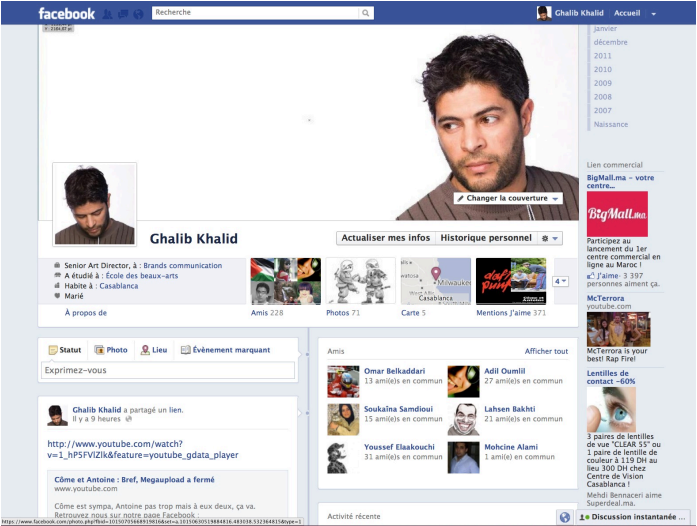 facebook
Recherche
Ghalib Khalid Accueil
janvier
décembre
2011
2010
2009
2008
2007
Naissance
Changer la couverture
Ghalib Khalid
Actualiser mes infos
Historique personnel
Senior Art Director, à : Brands communication
A étudié à : École des beaux-arts
Habite à : Casablanca
Marié
À propos de
Amis 228
Photos 71
Milwaukee
Casablanca
Carte 5
daft punk
Mentions J'aime 371
4
Statut
Photo
Lieu
Évènement marquant
Exprimez-vous
Ghalib Khalid a partagé un lien.
Il y a 9 heures
http://www.youtube.com/watch?
v=1_hP5FVlZlk&feature=youtube_gdata_player
Côme et Antoine : Bref, Megaupload a fermé
www.youtube.com
Côme est sympa, Antoine pas trop mais à eux deux, ça va.
Retrouvez nous sur notre page Facebook :
Amis
Afficher tout
Omar Belkaddari
13 ami(e)s en commun
Adil Oumlil
27 ami(e)s en commun
Soukaïna Samdioui
15 ami(e)s en commun
Lahsen Bakhti
21 ami(e)s en commun
Youssef Elaakouchi
31 ami(e)s en commun
Mohcine Alami
1 ami(e) en commun
Activité récente
Lien commercial
BigMall.ma – votre
centre...
BigMall.ma
Participez au
lancement du 1er
centre commercial en
ligne au Maroc !
J'aime · 3 397
personnes aiment ça.
McTerrora
youtube.com
McTerrora is your
best! Rap Fire!
Lentilles de
contact -60%
3 paires de lentilles
de vue "CLEAR 55" ou
1 paire de lentille de
couleur à 119 DH au
lieu 300 DH chez
Centre de Vision
Casablanca !
Mehdi Bennaceri aime
Superdeal.ma.
Discussion instantanée ...